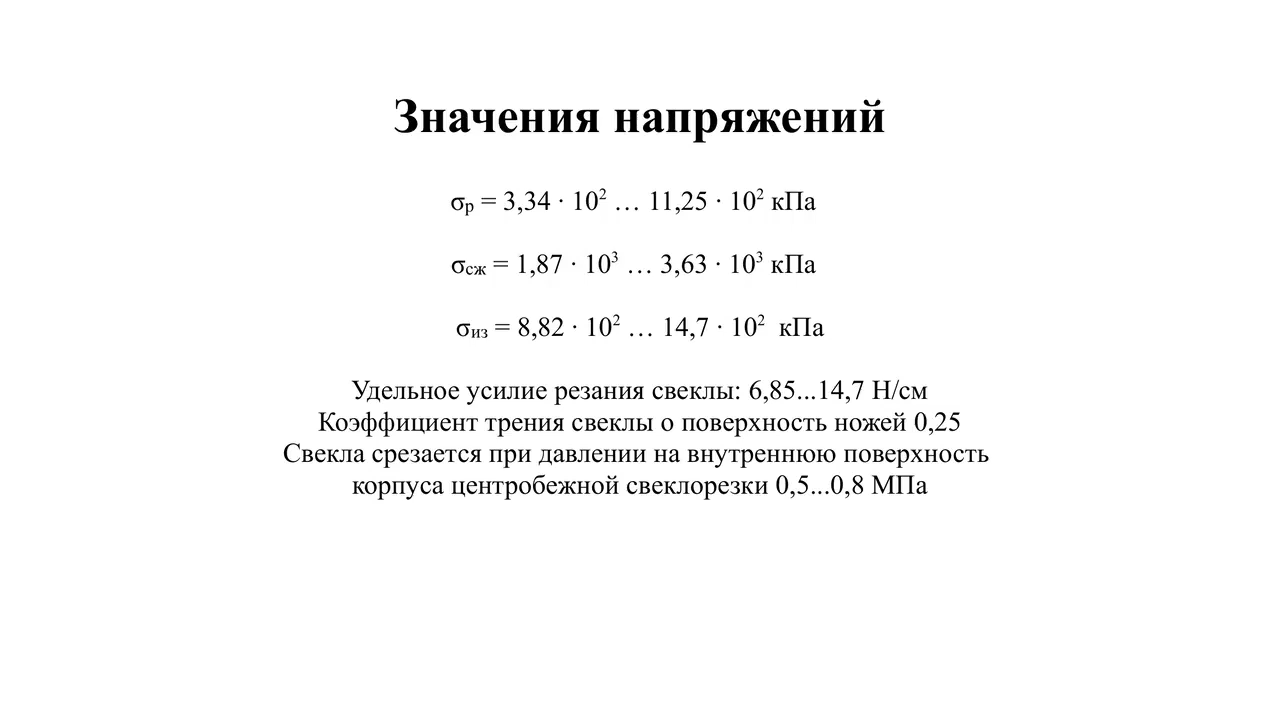 Значения напряжений
σр = 3,34 · 10² … 11,25 · 10² кПа
σсж = 1,87 · 10³ … 3,63 · 10³ кПа
σиз = 8,82 · 10² … 14,7 · 10² кПа
Удельное усилие резания свеклы: 6,85...14,7 Н/см
Коэффициент трения свеклы о поверхность ножей 0,25
Свекла срезается при давлении на внутреннюю поверхность
корпуса центробежной свеклорезки 0,5...0,8 МПа